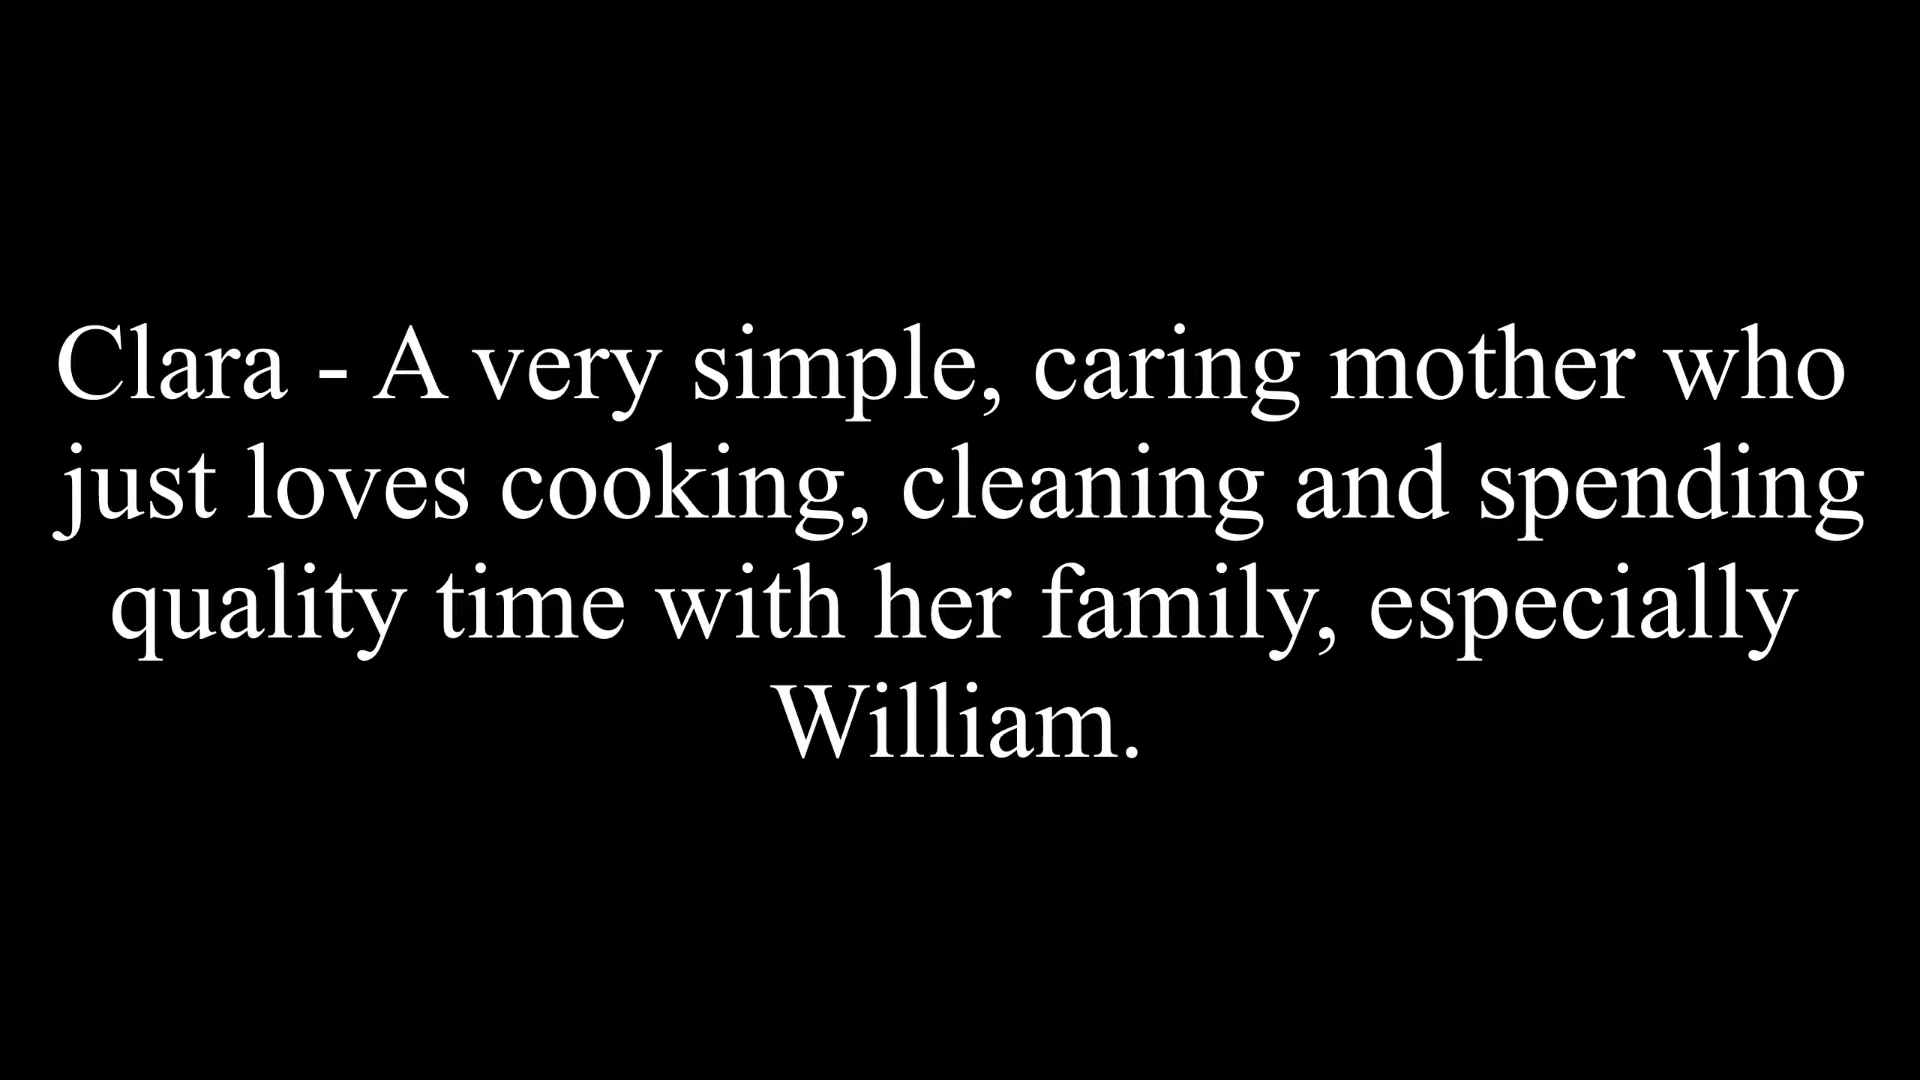 Clara - A very simple, caring mother who
just loves cooking, cleaning and spending
quality time with her family, especially
William.